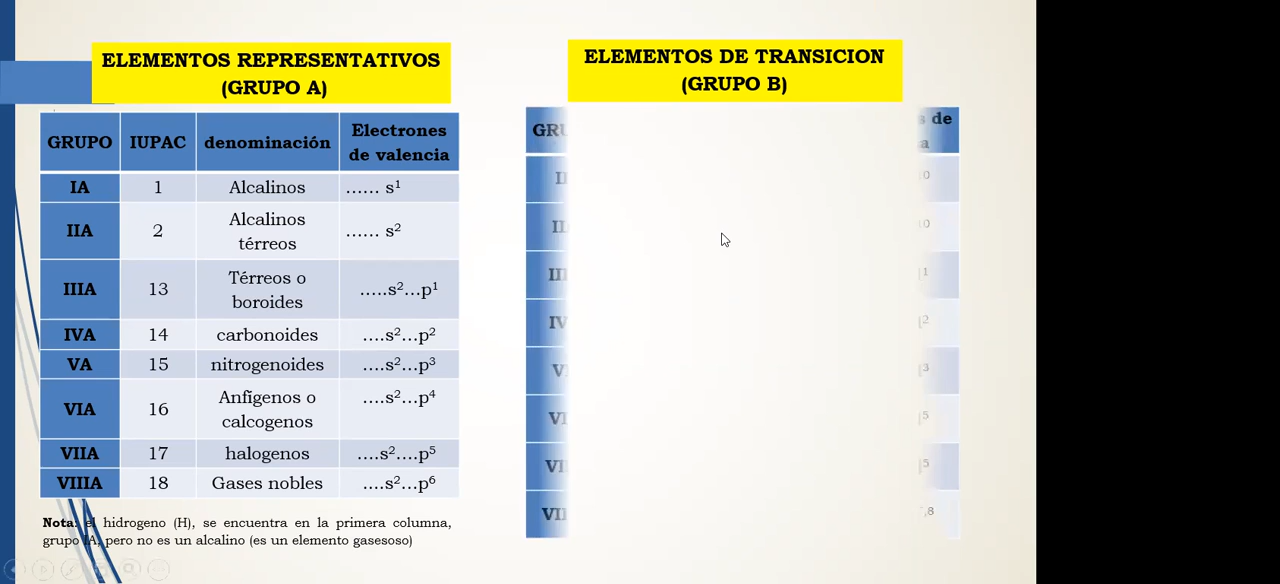 ELEMENTOS REPRESENTATIVOS
(GRUPO A)
GRUPO IUPAC denominación Electrones de valencia
IA 1 Alcalinos ...... s¹
IIA 2 Alcalinos térreos ...... s²
IIIA 13 Térreos o boroides .....s²...p¹
IVA 14 carbonoides ....s²...p²
VA 15 nitrogenoides ....s²...p³
VIA 16 Anfígenos o calcogenos ....s²...p⁴
VIIA 17 halogenos ....s²....p⁵
VIIIA 18 Gases nobles ....s²...p⁶
Nota: el hidrogeno (H), se encuentra en la primera columna,
grupo IA, pero no es un alcalino (es un elemento gasesoso)
ELEMENTOS DE TRANSICION
(GRUPO B)